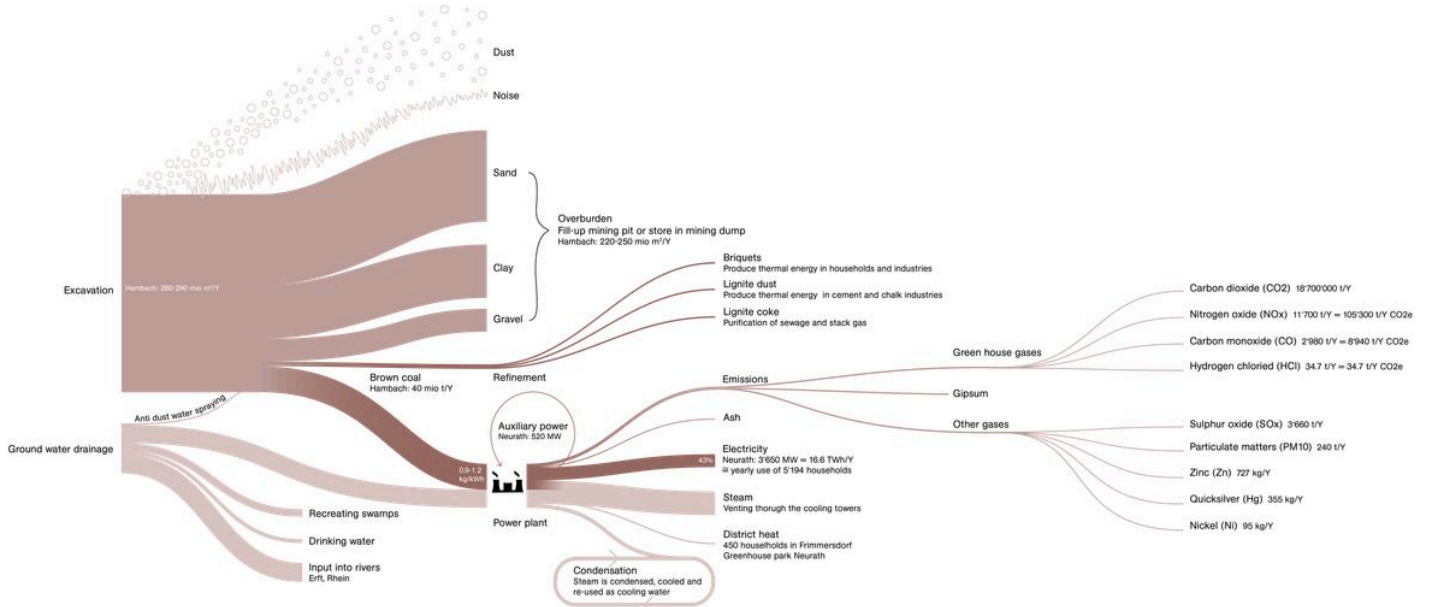 Dust
Noise
Sand
Clay
Gravel
Overburden
Fill-up mining pit or store in mining dump
Hambach: 220-250 mio m³/Y
Excavation
Hambach: 260-290 mio m³/Y
Briquets
Produce thermal energy in households and industries
Lignite dust
Produce thermal energy in cement and chalk industries
Lignite coke
Purification of sewage and stack gas
Brown coal
Hambach: 40 mio t/Y
Refinement
Anti dust water spraying
Ground water drainage
Recreating swamps
Drinking water
Input into rivers
Erft, Rhein
0.9-1.2
kg/kWh
Auxiliary power
Neurath: 520 MW
Power plant
Emissions
Ash
43%
Electricity
Neurath: 3'650 MW = 16.6 TWh/Y
≅ yearly use of 5'194 households
Steam
Venting thorugh the cooling towers
District heat
450 houselholds in Frimmersdorf
Greenhouse park Neurath
Condensation
Steam is condensed, cooled and
re-used as cooling water
Green house gases
Gipsum
Other gases
Carbon dioxide (CO2) 18'700'000 t/Y
Nitrogen oxide (NOx) 11'700 t/Y = 105'300 t/Y CO2e
Carbon monoxide (CO) 2'980 t/Y = 8'940 t/Y CO2e
Hydrogen chloried (HCl) 34.7 t/Y = 34.7 t/Y CO2e
Sulphur oxide (SOx) 3'660 t/Y
Particulate matters (PM10) 240 t/Y
Zinc (Zn) 727 kg/Y
Quicksilver (Hg) 355 kg/Y
Nickel (Ni) 95 kg/Y